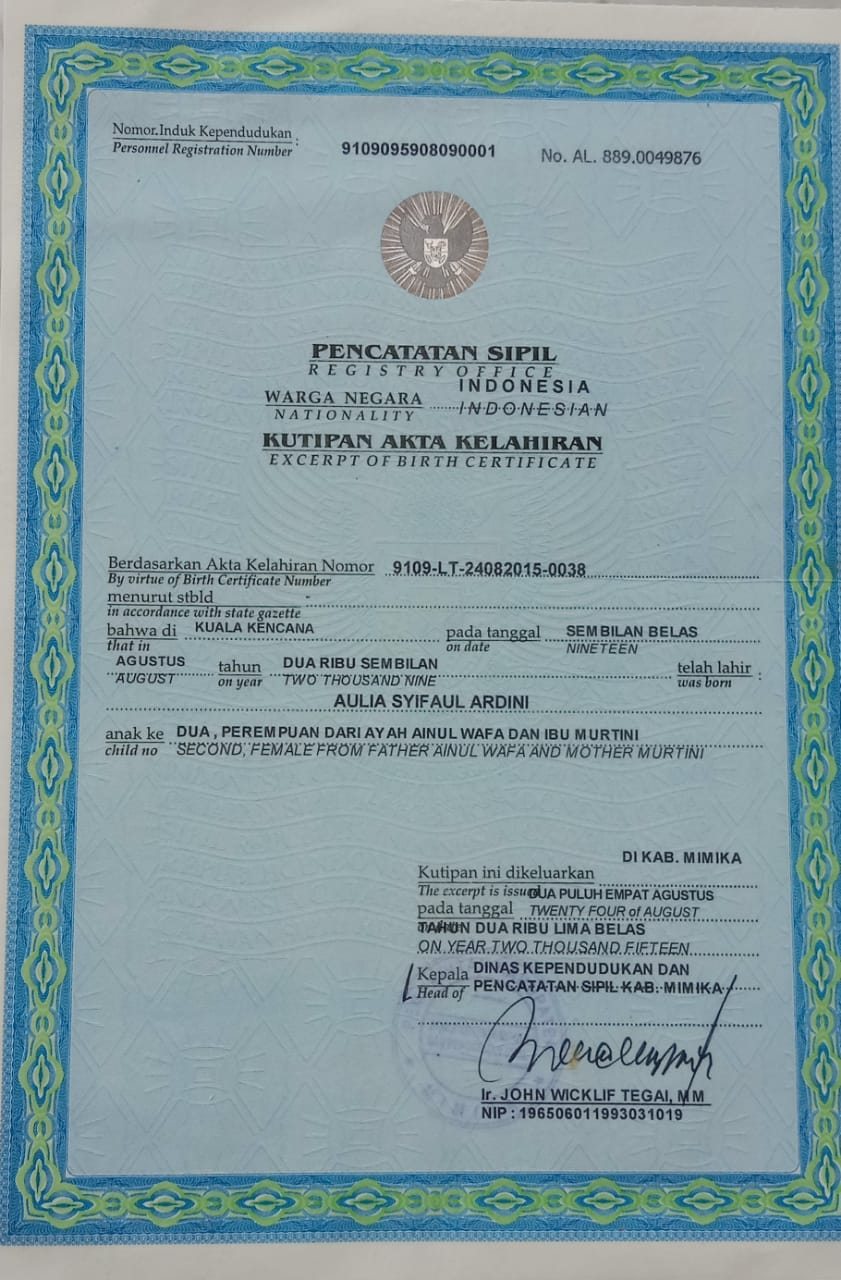 Nomor Induk Kependudukan : 9109095908090001 No. AL. 889.0049876
Personnel Registration Number
PENCATATAN SIPIL
REGISTRY OFFICE
WARGA NEGARA INDONESIA
NATIONALITY INDONESIAN
KUTIPAN AKTA KELAHIRAN
EXCERPT OF BIRTH CERTIFICATE
Berdasarkan Akta Kelahiran Nomor 9109-LT-24082015-0038
By virtue of Birth Certificate Number
menurut stbld -
in accordance with state gazette
bahwa di KUALA KENCANA pada tanggal SEMBILAN BELAS
that in on date NINETEEN
AGUSTUS tahun DUA RIBU SEMBILAN telah lahir :
AUGUST on year TWO THOUSAND NINE was born
AULIA SYIFAUL ARDINI
anak ke DUA , PEREMPUAN DARI AYAH AINUL WAFA DAN IBU MURTINI
child no SECOND, FEMALE FROM FATHER AINUL WAFA AND MOTHER MURTINI
DI KAB. MIMIKA
Kutipan ini dikeluarkan
The excerpt is issued DUA PULUH EMPAT AGUSTUS
pada tanggal TWENTY FOUR of AUGUST
TAHUN DUA RIBU LIMA BELAS
ON YEAR TWO THOUSAND FIFTEEN
Kepala DINAS KEPENDUDUKAN DAN
Head of PENCATATAN SIPIL KAB. MIMIKA
Ir. JOHN WICKLIF TEGAI, MM
NIP : 196506011993031019